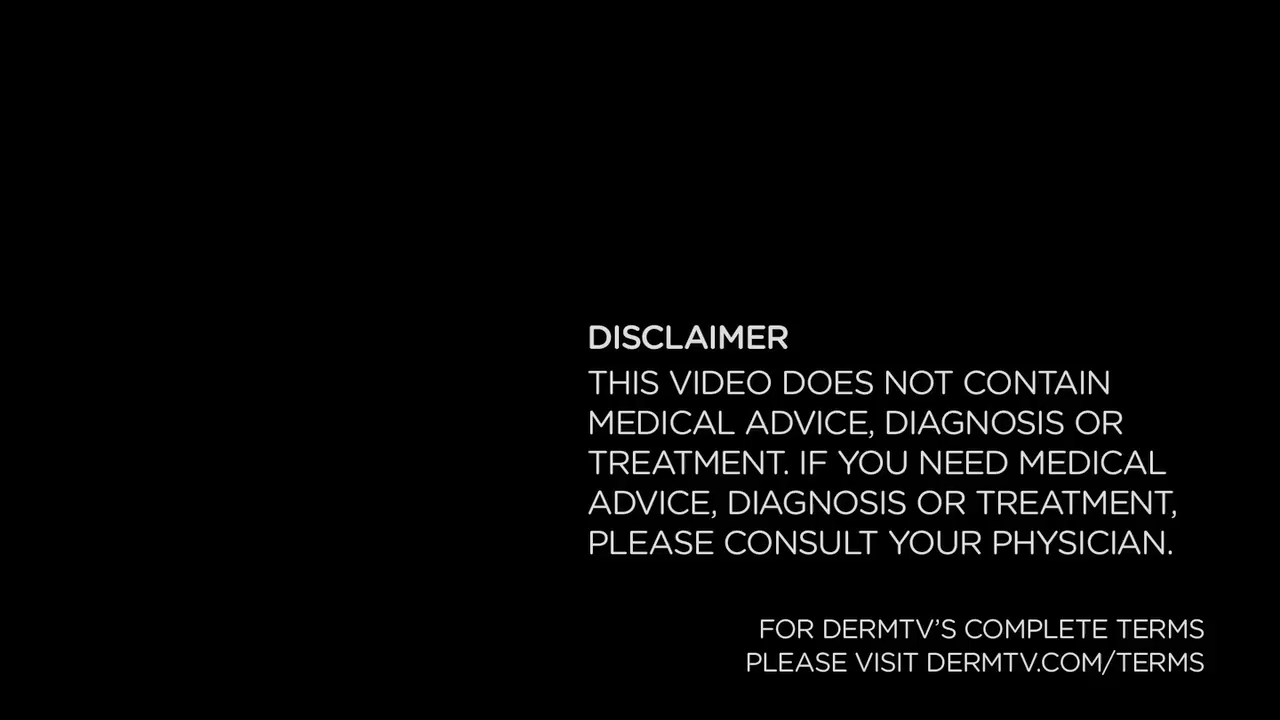 DISCLAIMER
THIS VIDEO DOES NOT CONTAIN
MEDICAL ADVICE, DIAGNOSIS OR
TREATMENT. IF YOU NEED MEDICAL
ADVICE, DIAGNOSIS OR TREATMENT,
PLEASE CONSULT YOUR PHYSICIAN.
FOR DERMTV’S COMPLETE TERMS
PLEASE VISIT DERMTV.COM/TERMS